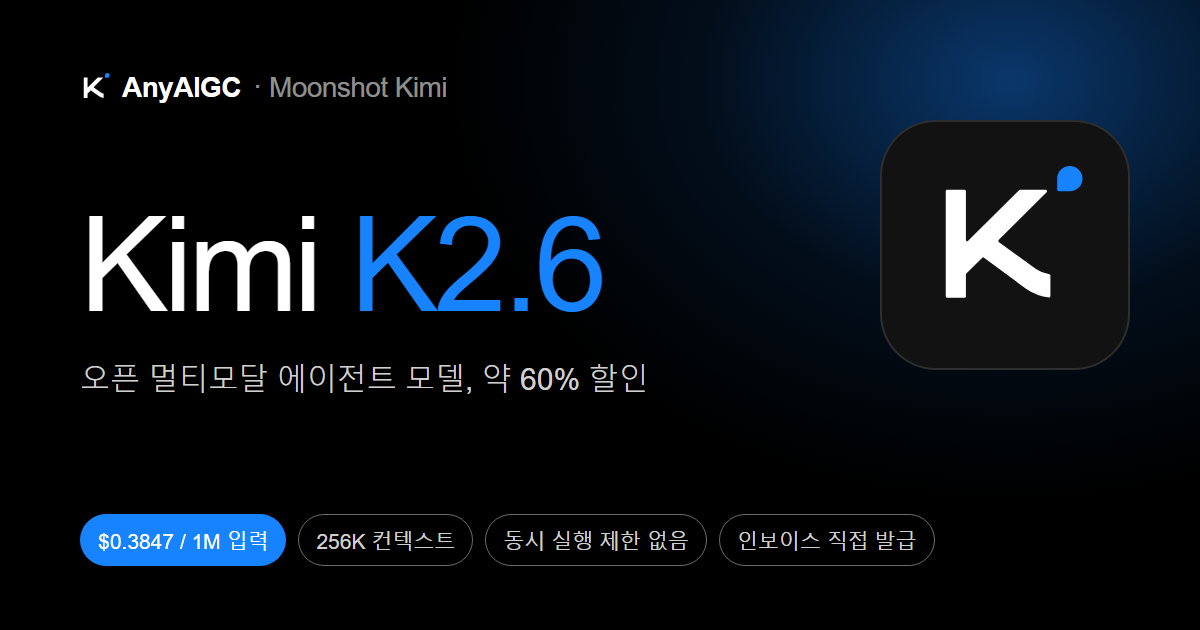 AnyAIGC · Moonshot Kimi
Kimi K2.6
오픈 멀티모달 에이전트 모델, 약 60% 할인
$0.3847 / 1M 입력
256K 컨텍스트
동시 실행 제한 없음
인보이스 직접 발급